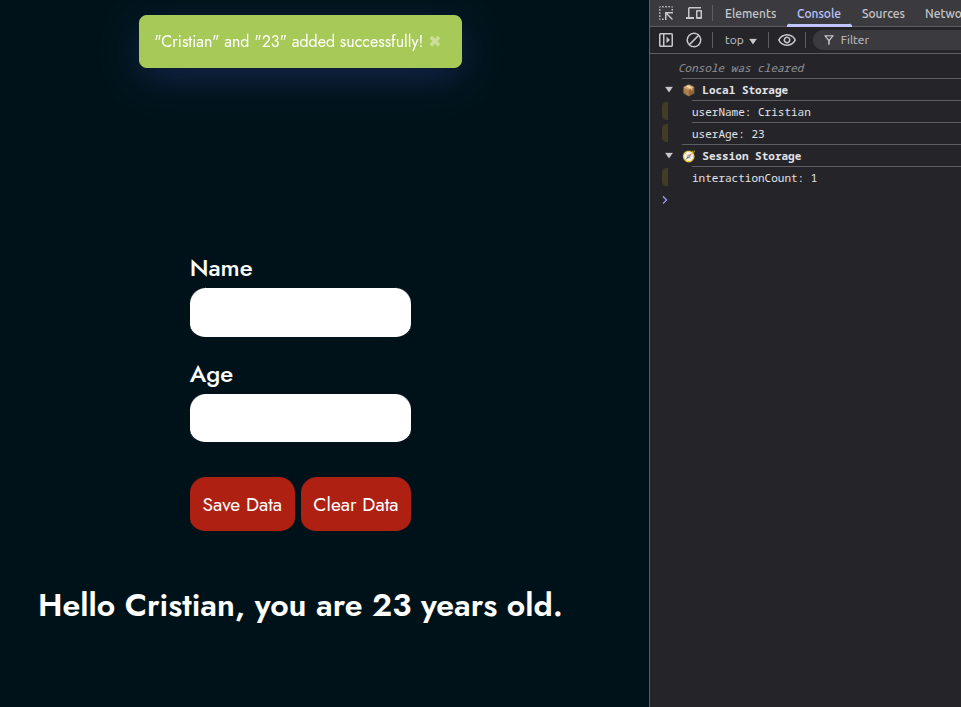 "Cristian" and "23" added successfully! ✖
Name
Age
Save Data Clear Data
Hello Cristian, you are 23 years old.
Elements Console Sources Netwo
top Filter
Console was cleared
📦 Local Storage
userName: Cristian
userAge: 23
🧭 Session Storage
interactionCount: 1